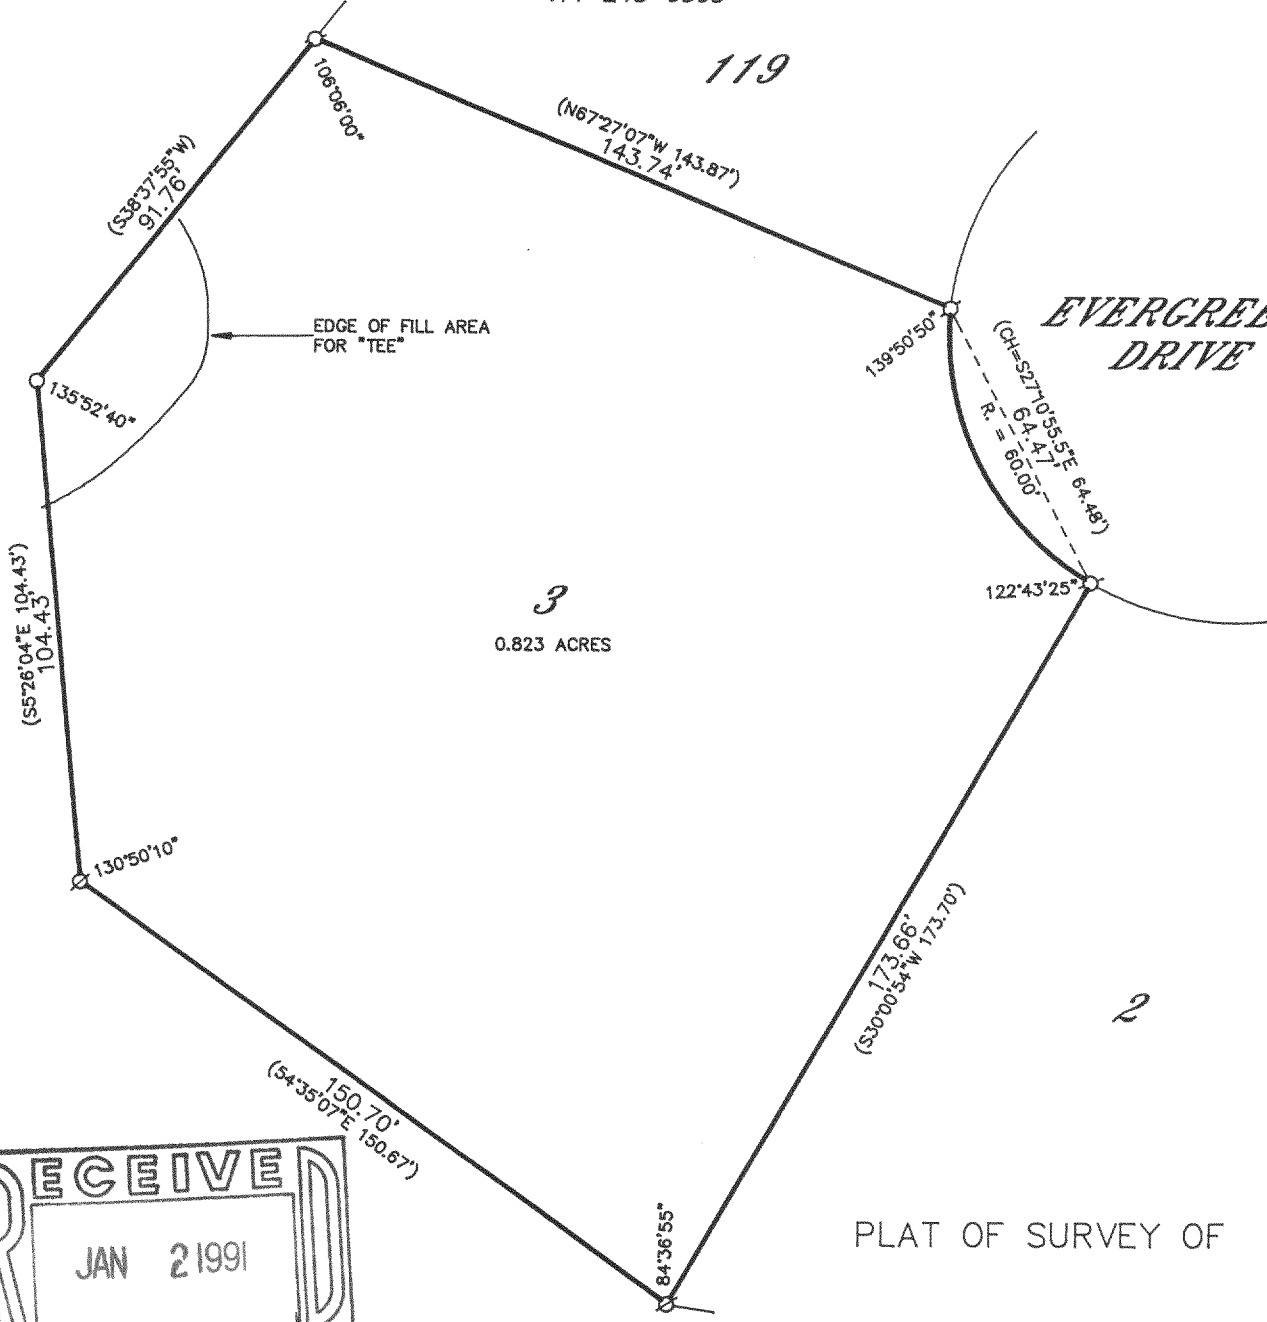 119
106°06'00"
(N67°27'07"W 143.87')
143.74'
(S38°37'55"W)
91.76'
EVERGREE
DRIVE
EDGE OF FILL AREA
FOR "TEE"
139°50'50"
(CH=S27°10'55.5"E 64.48')
64.47'
R. = 60.00'
135°52'40"
(S5°26'04"E 104.43')
104.43'
3
0.823 ACRES
122°43'25"
130°50'10"
173.66'
(S30°00'54"W 173.70')
2
150.70'
(54°35'07"E 150.67')
84°36'55"
RECEIVED
JAN 2 1991
PLAT OF SURVEY OF